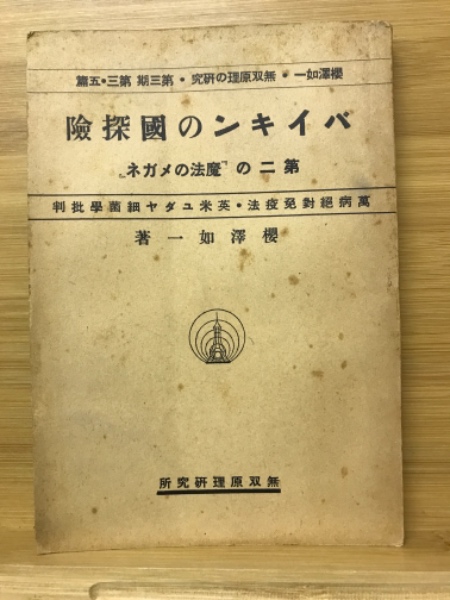 櫻澤如一・無双原理の研究・第三期 第三・五篇
バイキンの國探險
第二の「魔法のメガネ」
萬病絕對免疫法・英米ユダヤ細菌學批判
櫻澤如一著
無双原理研究所